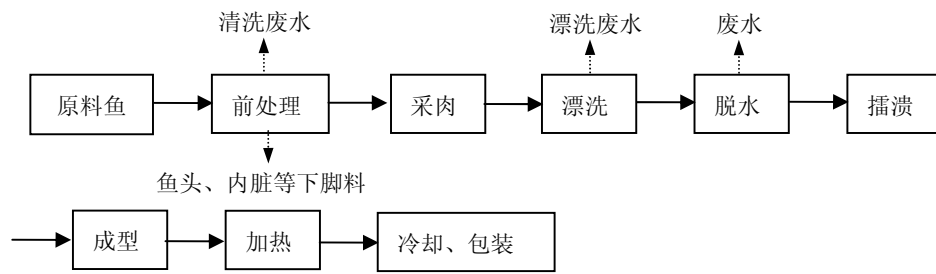 清洗废水
漂洗废水
废水
原料鱼
前处理
采肉
漂洗
脱水
擂溃
鱼头、内脏等下脚料
成型
加热
冷却、包装